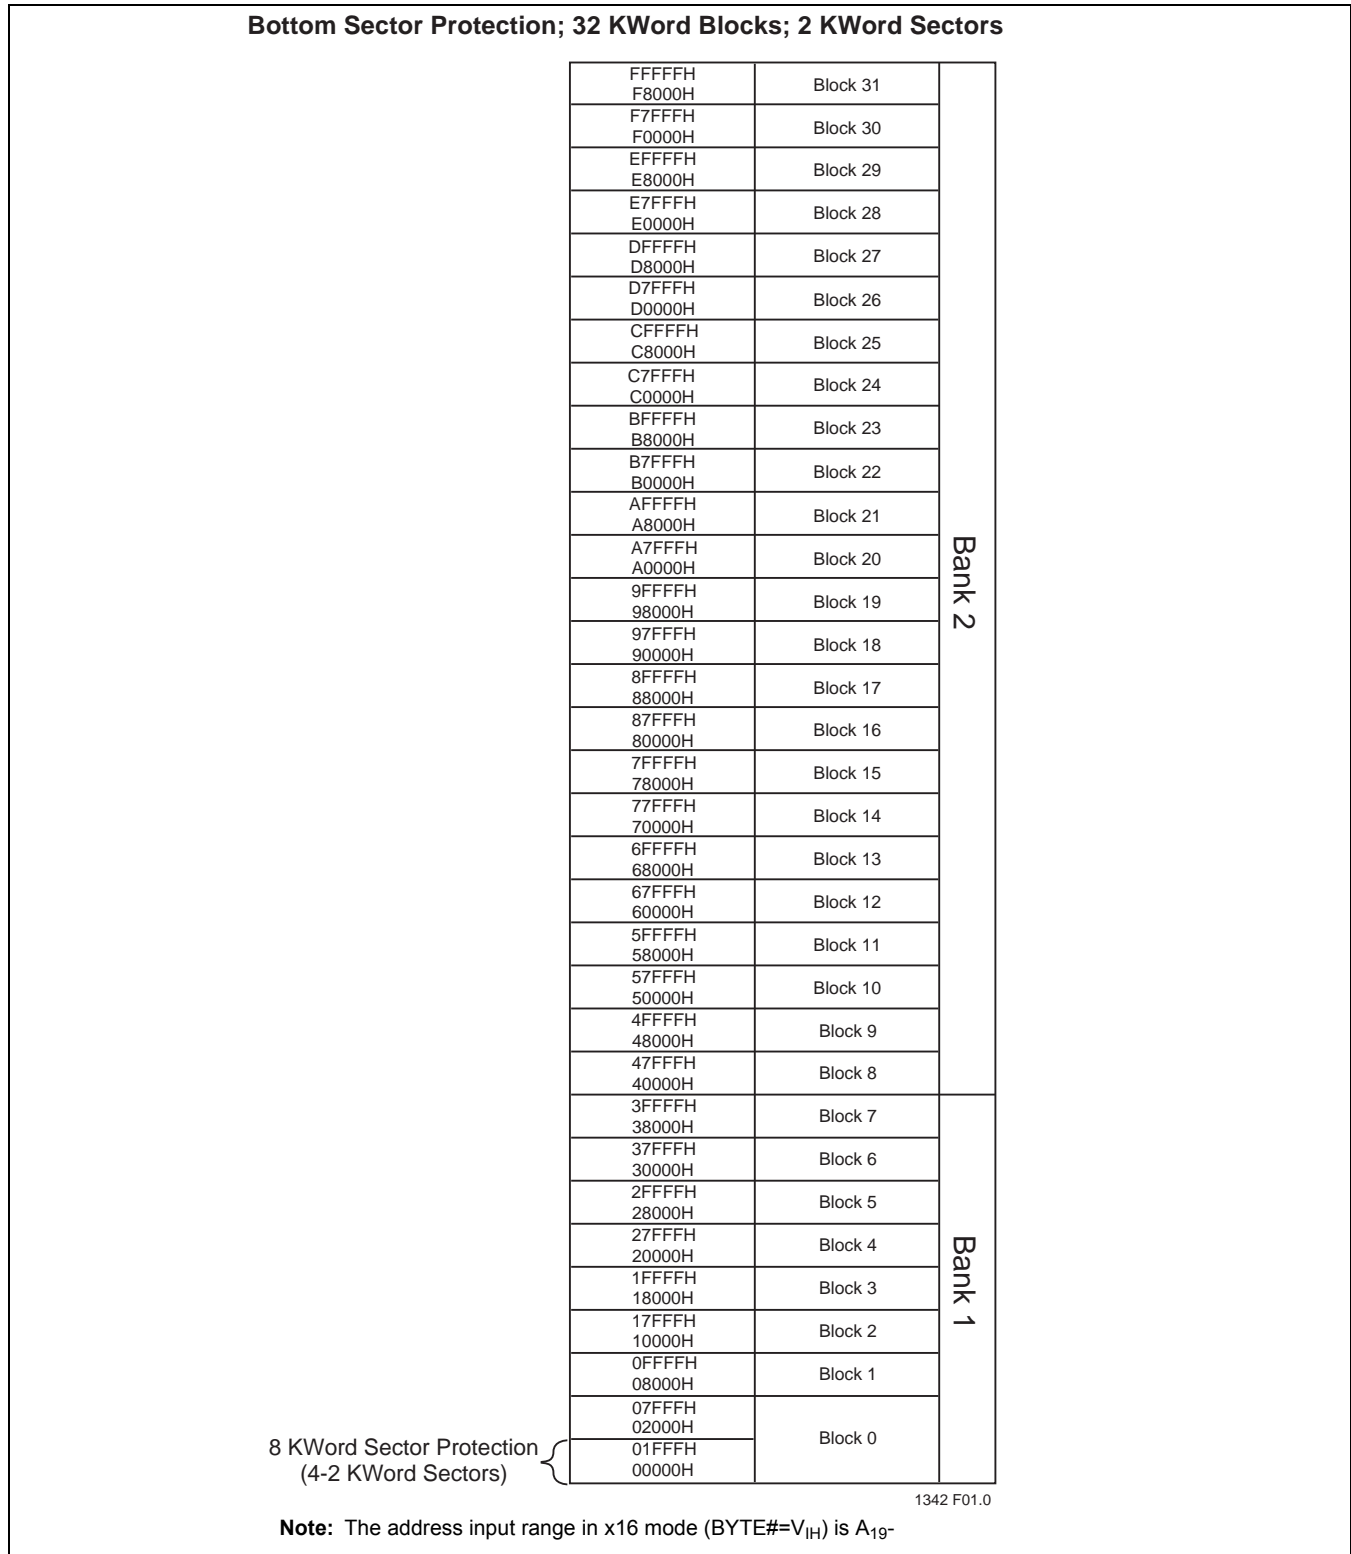 Bottom Sector Protection; 32 KWord Blocks; 2 KWord Sectors
FFFFFH
F8000H
Block 31
F7FFFH
F0000H
Block 30
EFFFFH
E8000H
Block 29
E7FFFH
E0000H
Block 28
DFFFFH
D8000H
Block 27
D7FFFH
D0000H
Block 26
CFFFFH
C8000H
Block 25
C7FFFH
C0000H
Block 24
BFFFFH
B8000H
Block 23
B7FFFH
B0000H
Block 22
AFFFFH
A8000H
Block 21
A7FFFH
A0000H
Block 20
9FFFFH
98000H
Block 19
97FFFH
90000H
Block 18
8FFFFH
88000H
Block 17
87FFFH
80000H
Block 16
7FFFFH
78000H
Block 15
77FFFH
70000H
Block 14
6FFFFH
68000H
Block 13
67FFFH
60000H
Block 12
5FFFFH
58000H
Block 11
57FFFH
50000H
Block 10
4FFFFH
48000H
Block 9
47FFFH
40000H
Block 8
Bank 2
3FFFFH
38000H
Block 7
37FFFH
30000H
Block 6
2FFFFH
28000H
Block 5
27FFFH
20000H
Block 4
1FFFFH
18000H
Block 3
17FFFH
10000H
Block 2
0FFFFH
08000H
Block 1
07FFFH
02000H
01FFFH
00000H
Block 0
Bank 1
8 KWord Sector Protection
(4-2 KWord Sectors)
1342 F01.0
Note: The address input range in x16 mode (BYTE#=VIH) is A19-